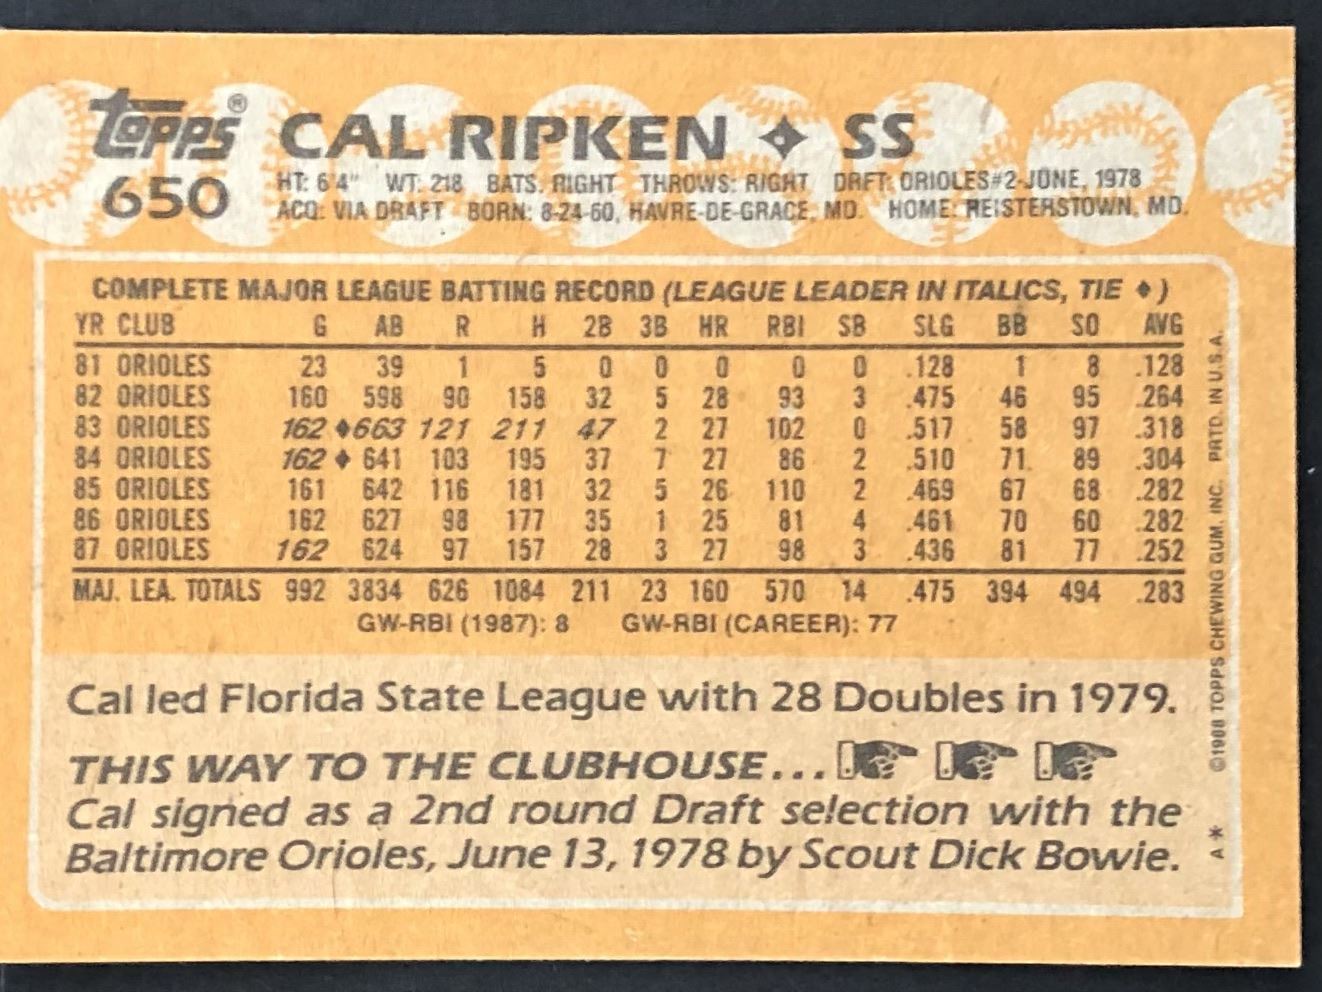 Topps® CAL RIPKEN ✦ SS
650
HT: 6'4" WT: 218 BATS: RIGHT THROWS: RIGHT DRFT: ORIOLES #2-JUNE, 1978
ACQ: VIA DRAFT BORN: 8-24-60, HAVRE-DE-GRACE, MD. HOME: REISTERSTOWN, MD.
COMPLETE MAJOR LEAGUE BATTING RECORD (LEAGUE LEADER IN ITALICS, TIE ♦)
YR CLUB G AB R H 2B 3B HR RBI SB SLG BB SO AVG
81 ORIOLES 23 39 1 5 0 0 0 0 0 .128 1 8 .128
82 ORIOLES 160 598 90 158 32 5 28 93 3 .475 46 95 .264
83 ORIOLES 162 ♦663 121 211 47 2 27 102 0 .517 58 97 .318
84 ORIOLES 162 ♦ 641 103 195 37 7 27 86 2 .510 71 89 .304
85 ORIOLES 161 642 116 181 32 5 26 110 2 .469 67 68 .282
86 ORIOLES 162 627 98 177 35 1 25 81 4 .461 70 60 .282
87 ORIOLES 162 624 97 157 28 3 27 98 3 .436 81 77 .252
MAJ. LEA. TOTALS 992 3834 626 1084 211 23 160 570 14 .475 394 494 .283
GW-RBI (1987): 8 GW-RBI (CAREER): 77
Cal led Florida State League with 28 Doubles in 1979.
THIS WAY TO THE CLUBHOUSE...
Cal signed as a 2nd round Draft selection with the
Baltimore Orioles, June 13, 1978 by Scout Dick Bowie.
A* ©1988 TOPPS CHEWING GUM, INC. PRTD. IN U.S.A.